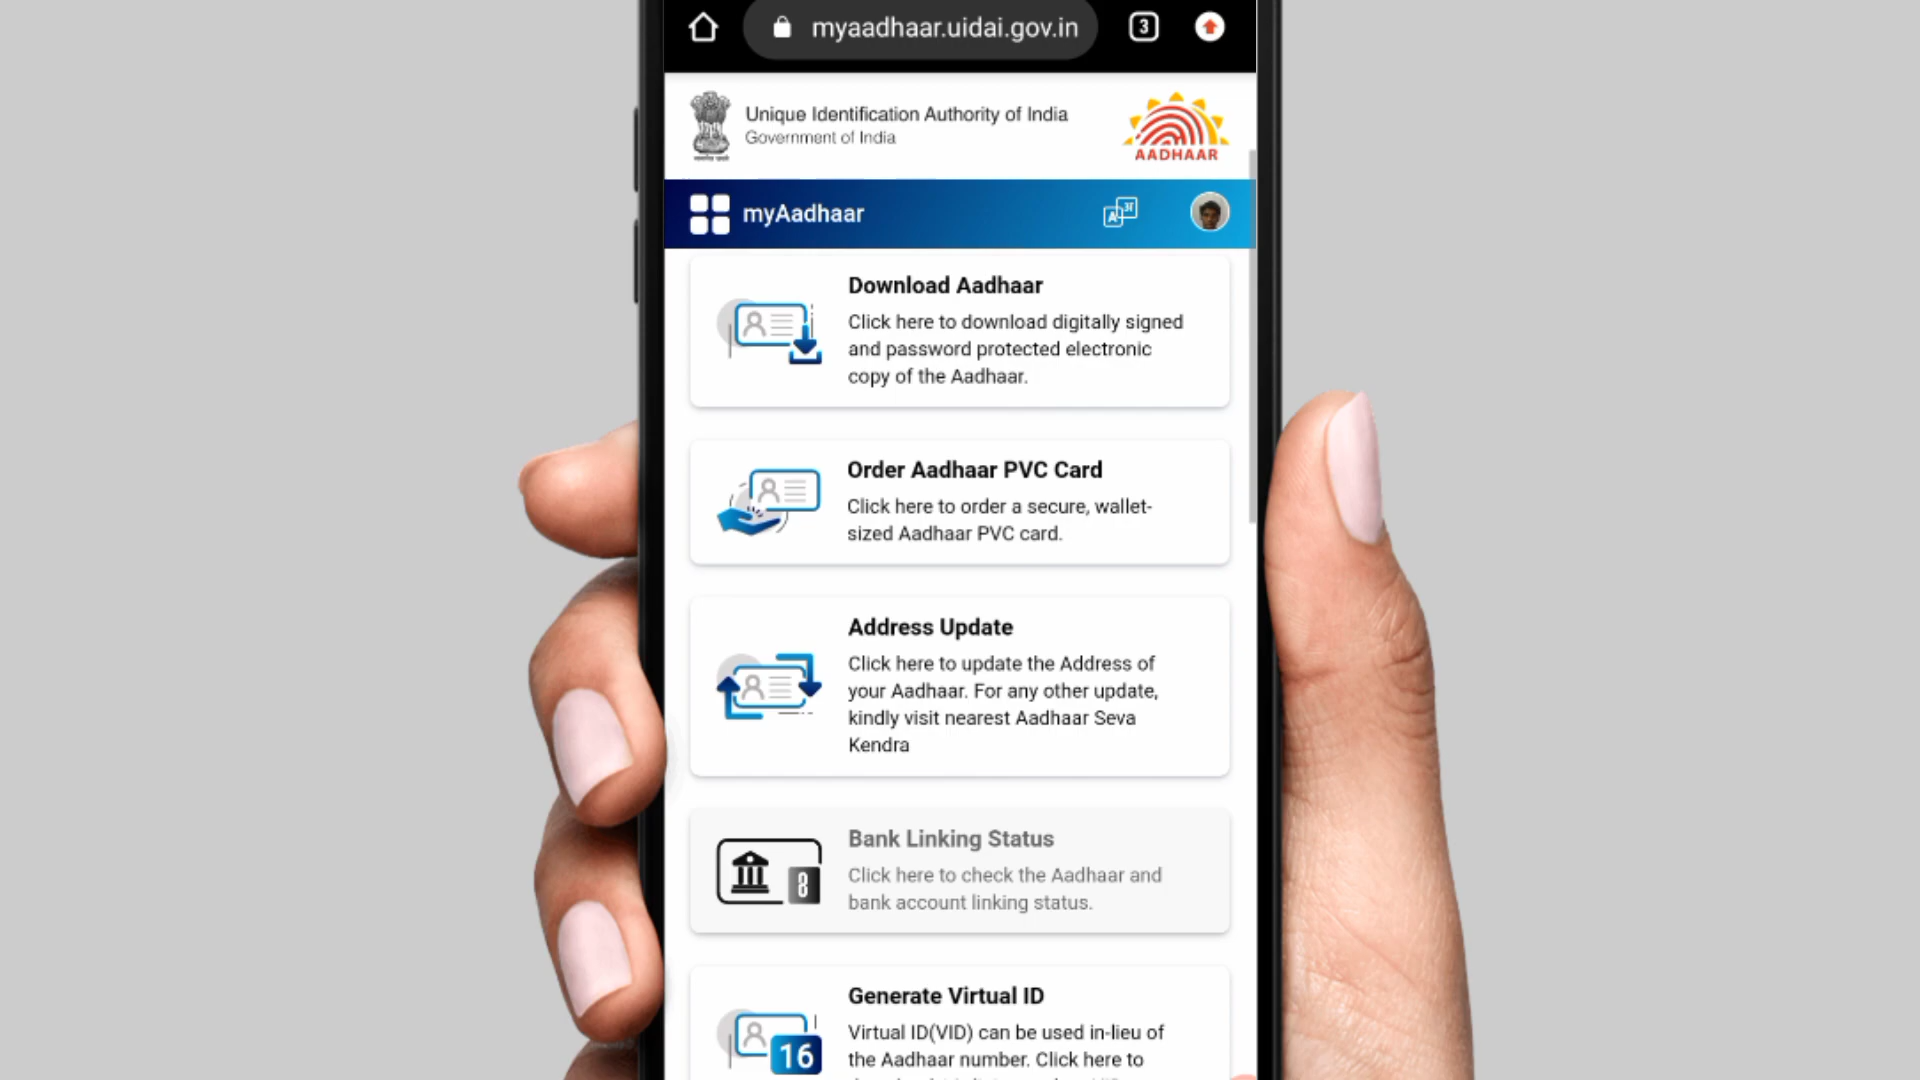 myaadhaar.uidai.gov.in
3
Unique Identification Authority of India
Government of India
AADHAAR
myAadhaar
A अ
Download Aadhaar
Click here to download digitally signed
and password protected electronic
copy of the Aadhaar.
Order Aadhaar PVC Card
Click here to order a secure, wallet-
sized Aadhaar PVC card.
Address Update
Click here to update the Address of
your Aadhaar. For any other update,
kindly visit nearest Aadhaar Seva
Kendra
Bank Linking Status
8
Click here to check the Aadhaar and
bank account linking status.
Generate Virtual ID
Virtual ID(VID) can be used in-lieu of
16
the Aadhaar number. Click here to